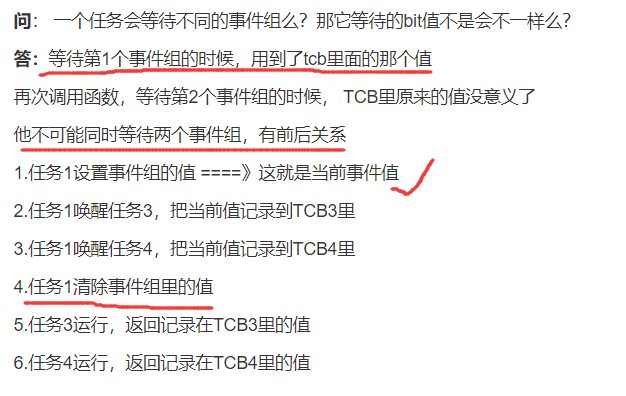 问： 一个任务会等待不同的事件组么？那它等待的bit值不是会不一样么？
答：等待第1个事件组的时候，用到了tcb里面的那个值
再次调用函数，等待第2个事件组的时候， TCB里原来的值没意义了
他不可能同时等待两个事件组，有前后关系
1.任务1设置事件组的值 ====》这就是当前事件值
2.任务1唤醒任务3，把当前值记录到TCB3里
3.任务1唤醒任务4，把当前值记录到TCB4里
4.任务1清除事件组里的值
5.任务3运行，返回记录在TCB3里的值
6.任务4运行，返回记录在TCB4里的值